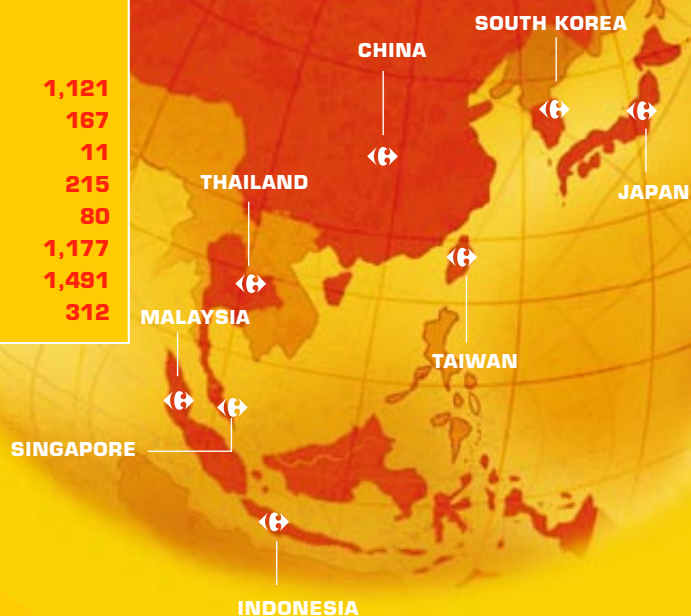 1,121
167
11
215
80
1,177
1,491
312
SOUTH KOREA
CHINA
THAILAND
JAPAN
MALAYSIA
TAIWAN
SINGAPORE
INDONESIA